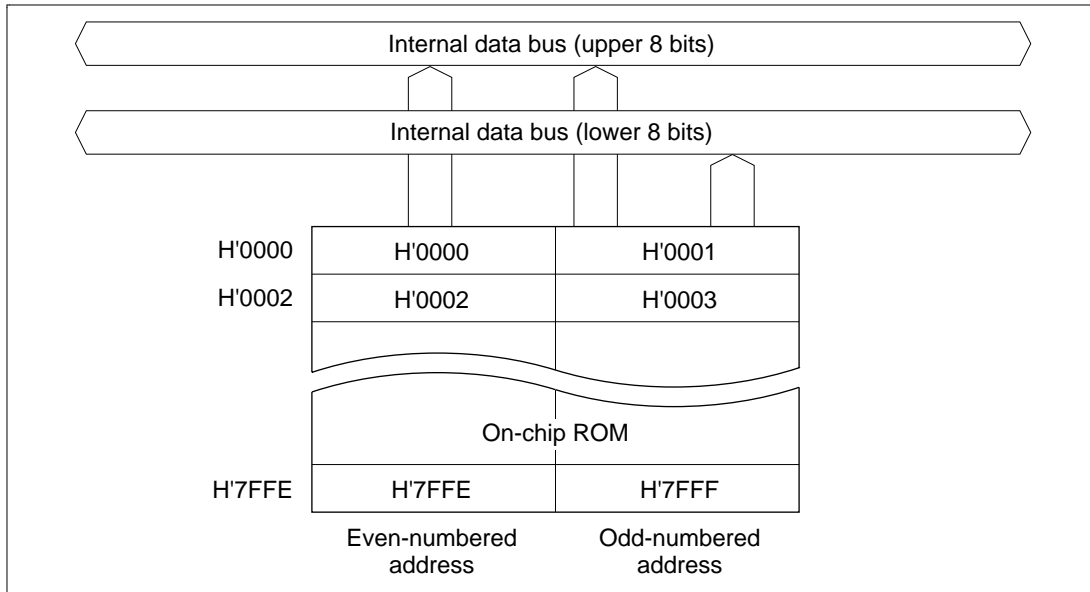 Internal data bus (upper 8 bits)
Internal data bus (lower 8 bits)
H'0000 H'0000 H'0001
H'0002 H'0002 H'0003
On-chip ROM
H'7FFE H'7FFE H'7FFF
Even-numbered address
Odd-numbered address